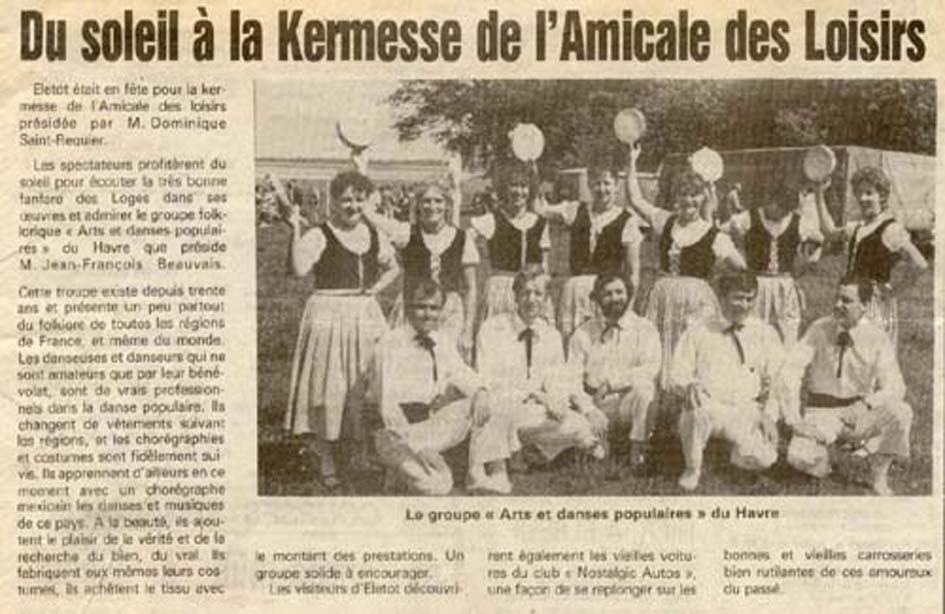 Du soleil à la Kermesse de l'Amicale des Loisirs
Eletôt était en fête pour la ker-
messe de l'Amicale des loisirs
présidée par M. Dominique
Saint-Requier.
Les spectateurs profitèrent du
soleil pour écouter la très bonne
fanfare des Loges dans ses
œuvres et admirer le groupe folk-
lorique « Arts et danses populai-
res » du Havre que préside
M. Jean-François Beauvais.
Cette troupe existe depuis trente
ans et présente un peu partout
du folklore de toutes les régions
de France, et même du monde.
Les danseuses et danseurs qui ne
sont amateurs que par leur béné-
volat, sont de vrais profession-
nels dans la danse populaire. Ils
changent de vêtements suivant
les régions, et les chorégraphies
et costumes sont fidèlement sui-
vis. Ils apprennent d'ailleurs en ce
moment avec un chorégraphe
mexicain les danses et musiques
de ce pays. A la beauté, ils ajou-
tent le plaisir de la vérité et de la
recherche du bien, du vrai. Ils
fabriquent eux-mêmes leurs cos-
tumes, ils achètent le tissu avec
Le groupe « Arts et danses populaires » du Havre
le montant des prestations. Un
groupe solide à encourager.
Les visiteurs d'Eletot découvri-
rent également les vieilles voitu-
res du club « Nostalgic Autos »,
une façon de se replonger sur les
bonnes et vieilles carrosseries
bien rutilantes de ces amoureux
du passé.